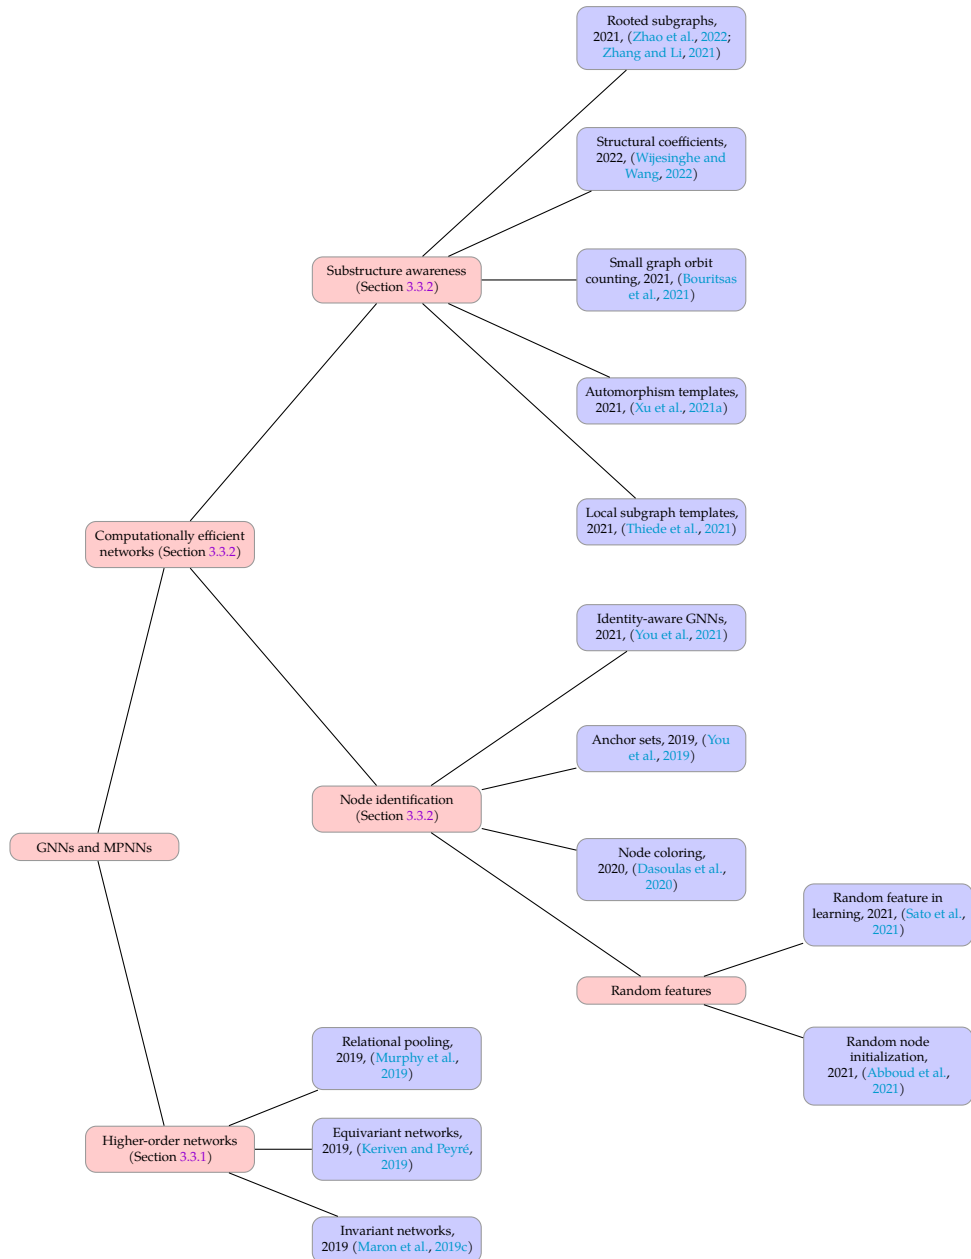 Rooted subgraphs,
2021, (Zhao et al., 2022;
Zhang and Li, 2021)
Structural coefficients,
2022, (Wijesinghe and
Wang, 2022)
Substructure awareness
(Section 3.3.2)
Small graph orbit
counting, 2021, (Bouritsas
et al., 2021)
Automorphism templates,
2021, (Xu et al., 2021a)
Local subgraph templates,
2021, (Thiede et al., 2021)
Computationally efficient
networks (Section 3.3.2)
Identity-aware GNNs,
2021, (You et al., 2021)
Anchor sets, 2019, (You
et al., 2019)
Node identification
(Section 3.3.2)
GNNs and MPNNs
Node coloring,
2020, (Dasoulas et al.,
2020)
Random feature in
learning, 2021, (Sato et al.,
2021)
Random features
Random node
initialization,
2021, (Abboud et al.,
2021)
Relational pooling,
2019, (Murphy et al.,
2019)
Higher-order networks
(Section 3.3.1)
Equivariant networks,
2019, (Keriven and Peyré,
2019)
Invariant networks,
2019 (Maron et al., 2019c)